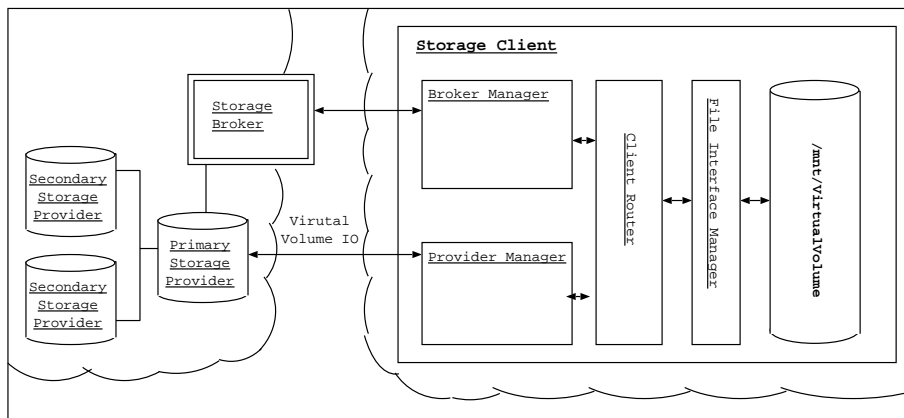 Storage Client
Storage
Broker
Broker Manager
Client Router
File Interface Manager
/mnt/VirtualVolume
Secondary
Storage
Provider
Virutal
Volume IO
Primary
Storage
Provider
Provider Manager
Secondary
Storage
Provider